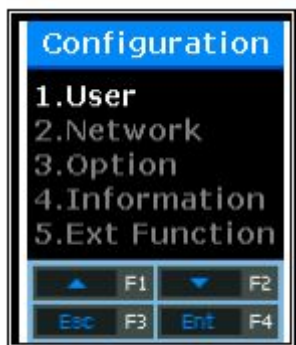 Configuration
1.User
2.Network
3.Option
4.Information
5.Ext Function
▲ F1 ▼ F2
Esc F3 Ent F4